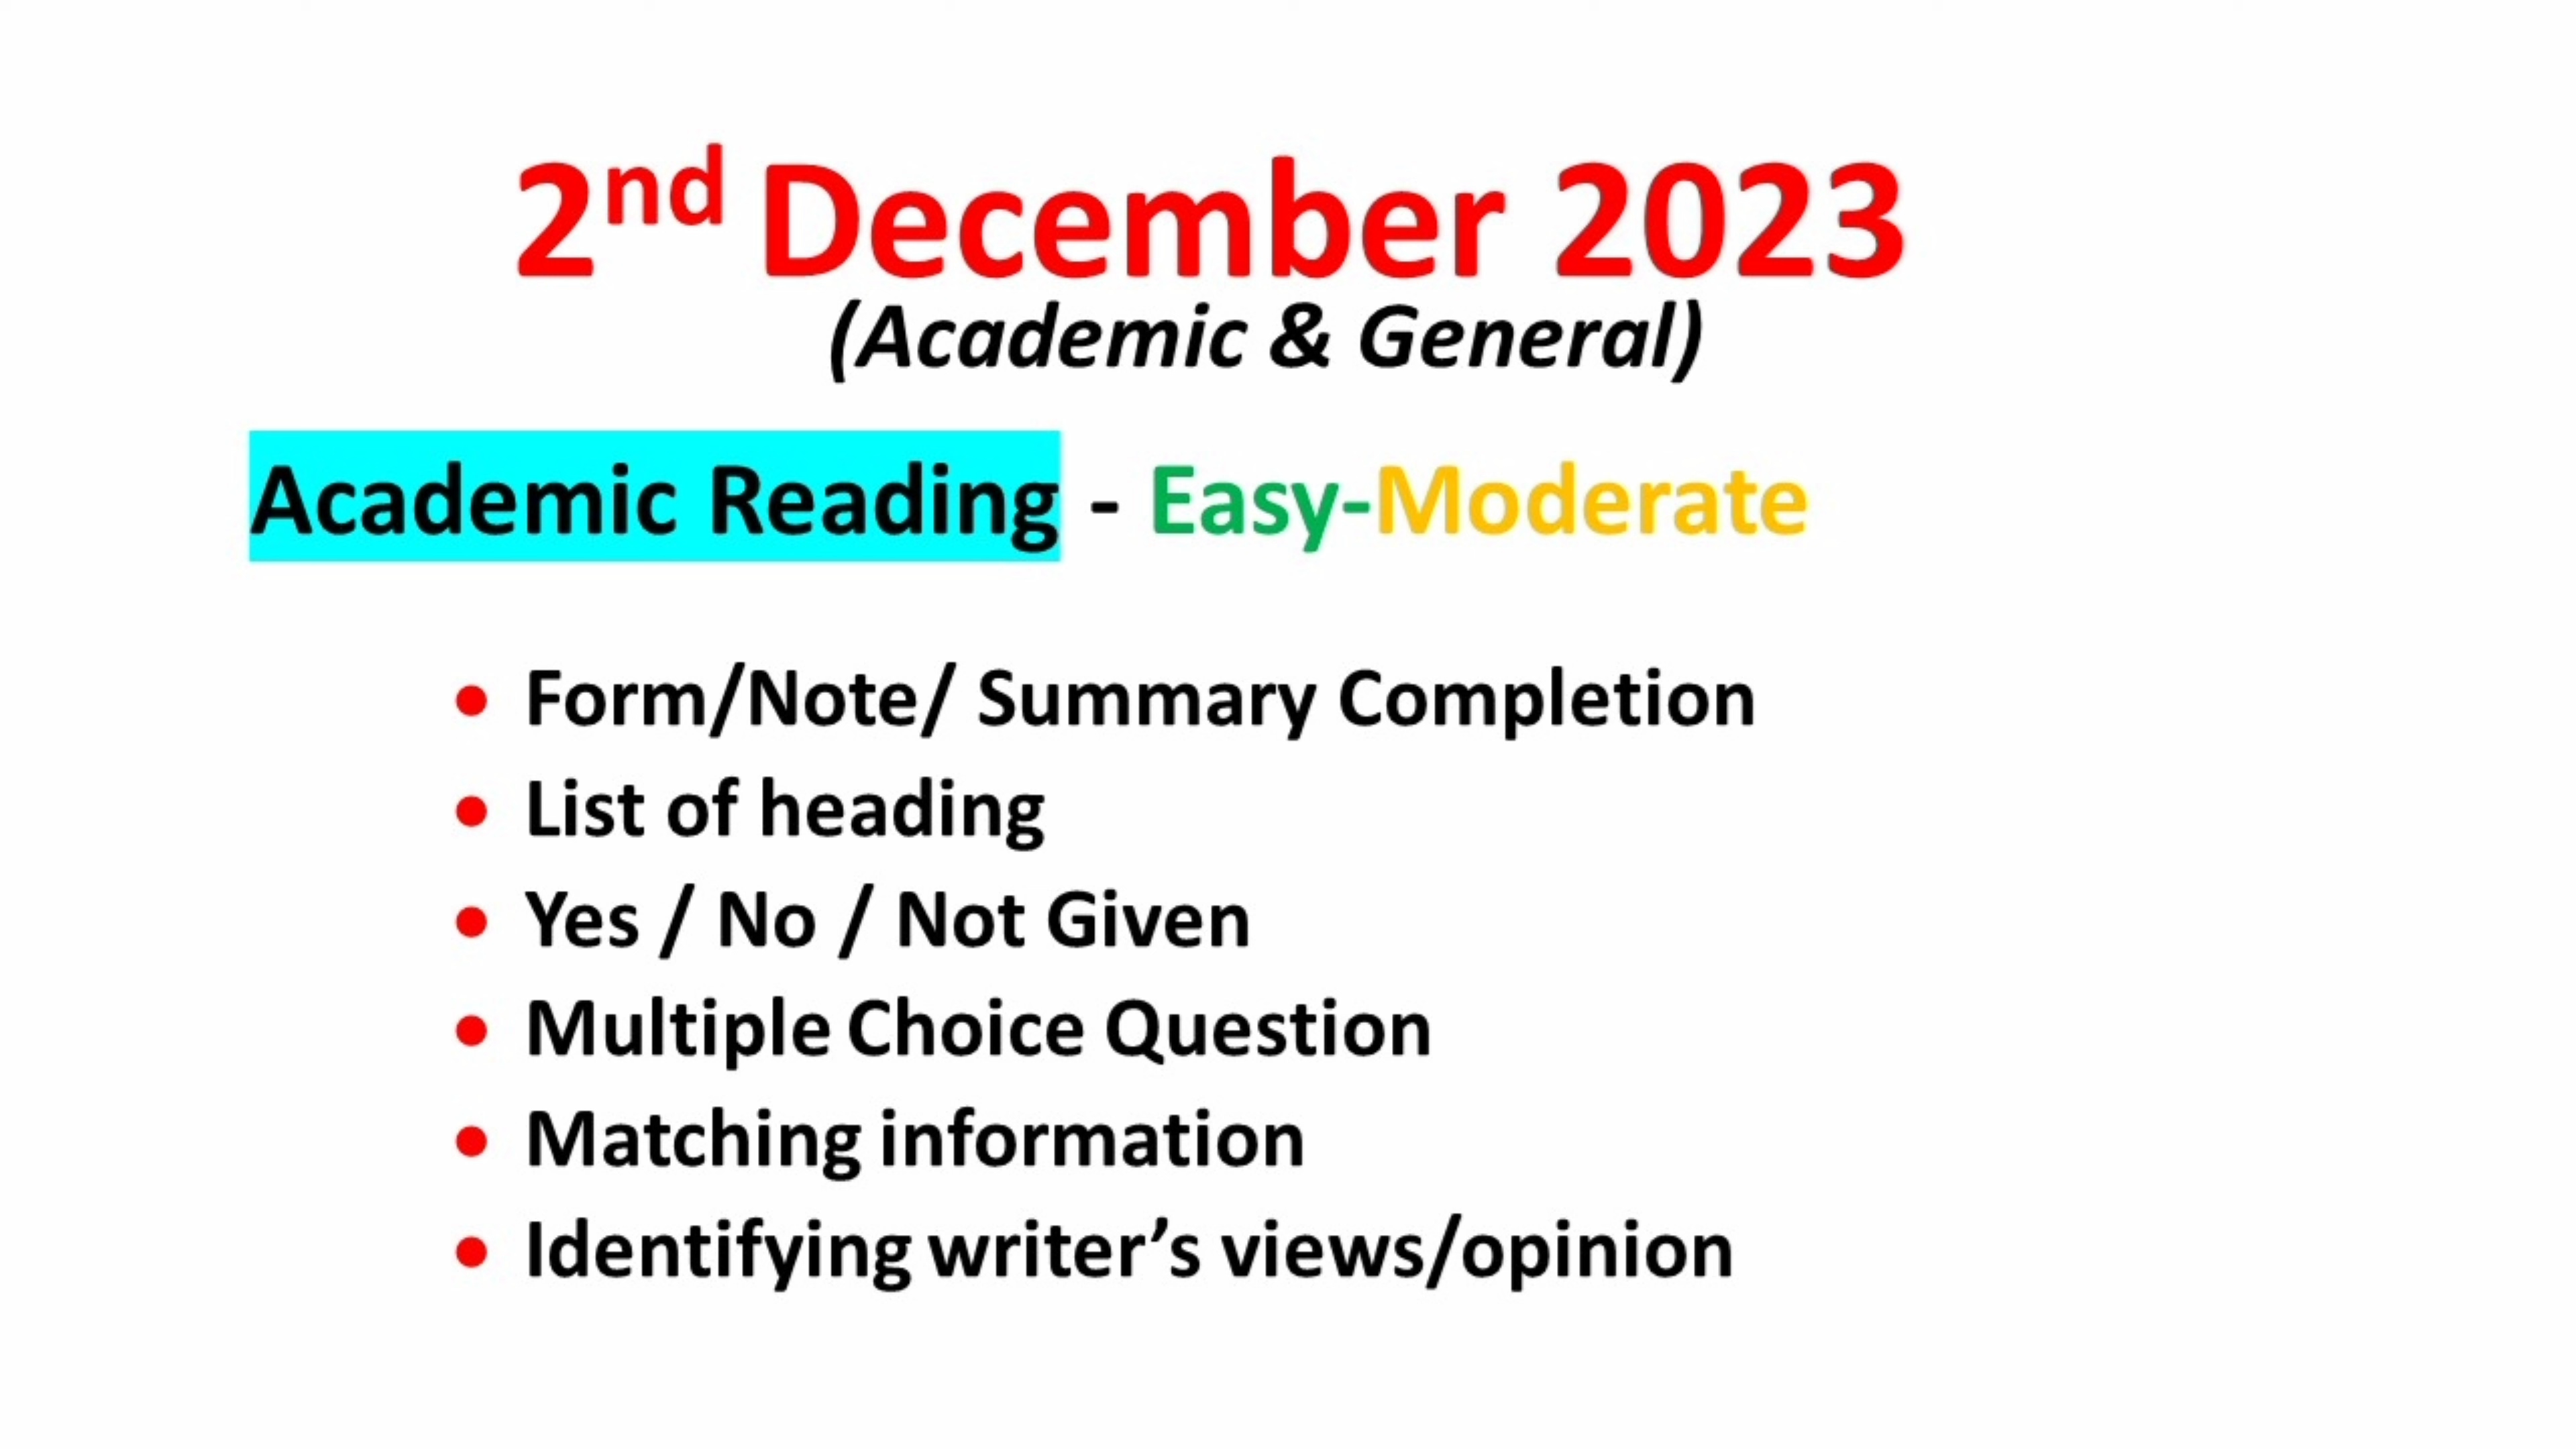 2nd December 2023
(Academic & General)
Academic Reading - Easy-Moderate
• Form/Note/ Summary Completion
• List of heading
• Yes / No / Not Given
• Multiple Choice Question
• Matching information
• Identifying writer’s views/opinion